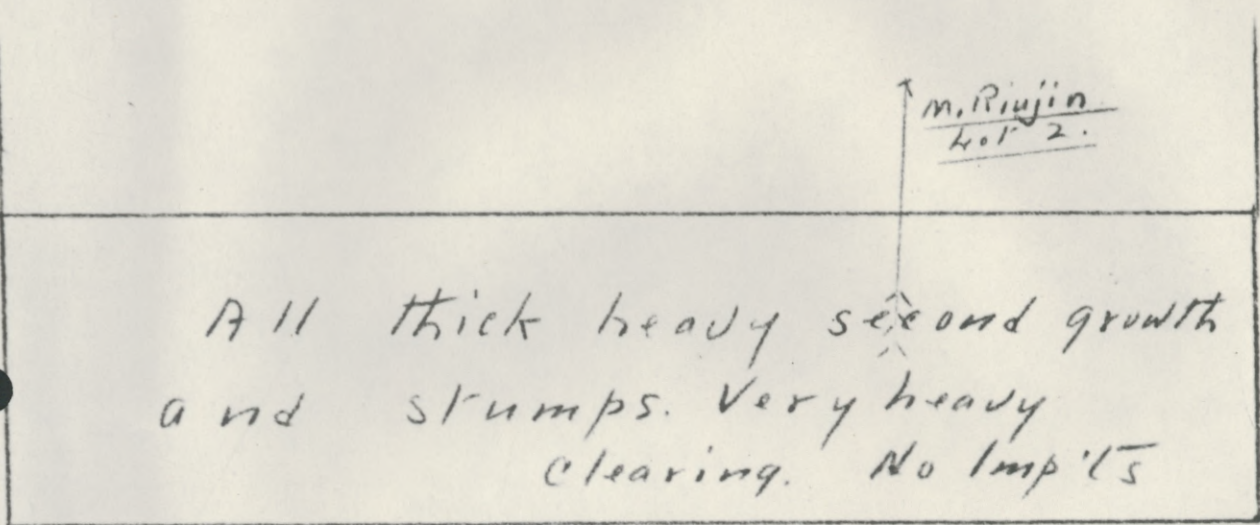 M. Riujin
Lot 2.
All thick heavy second growth
and stumps. Very heavy
clearing. No Imp'ts